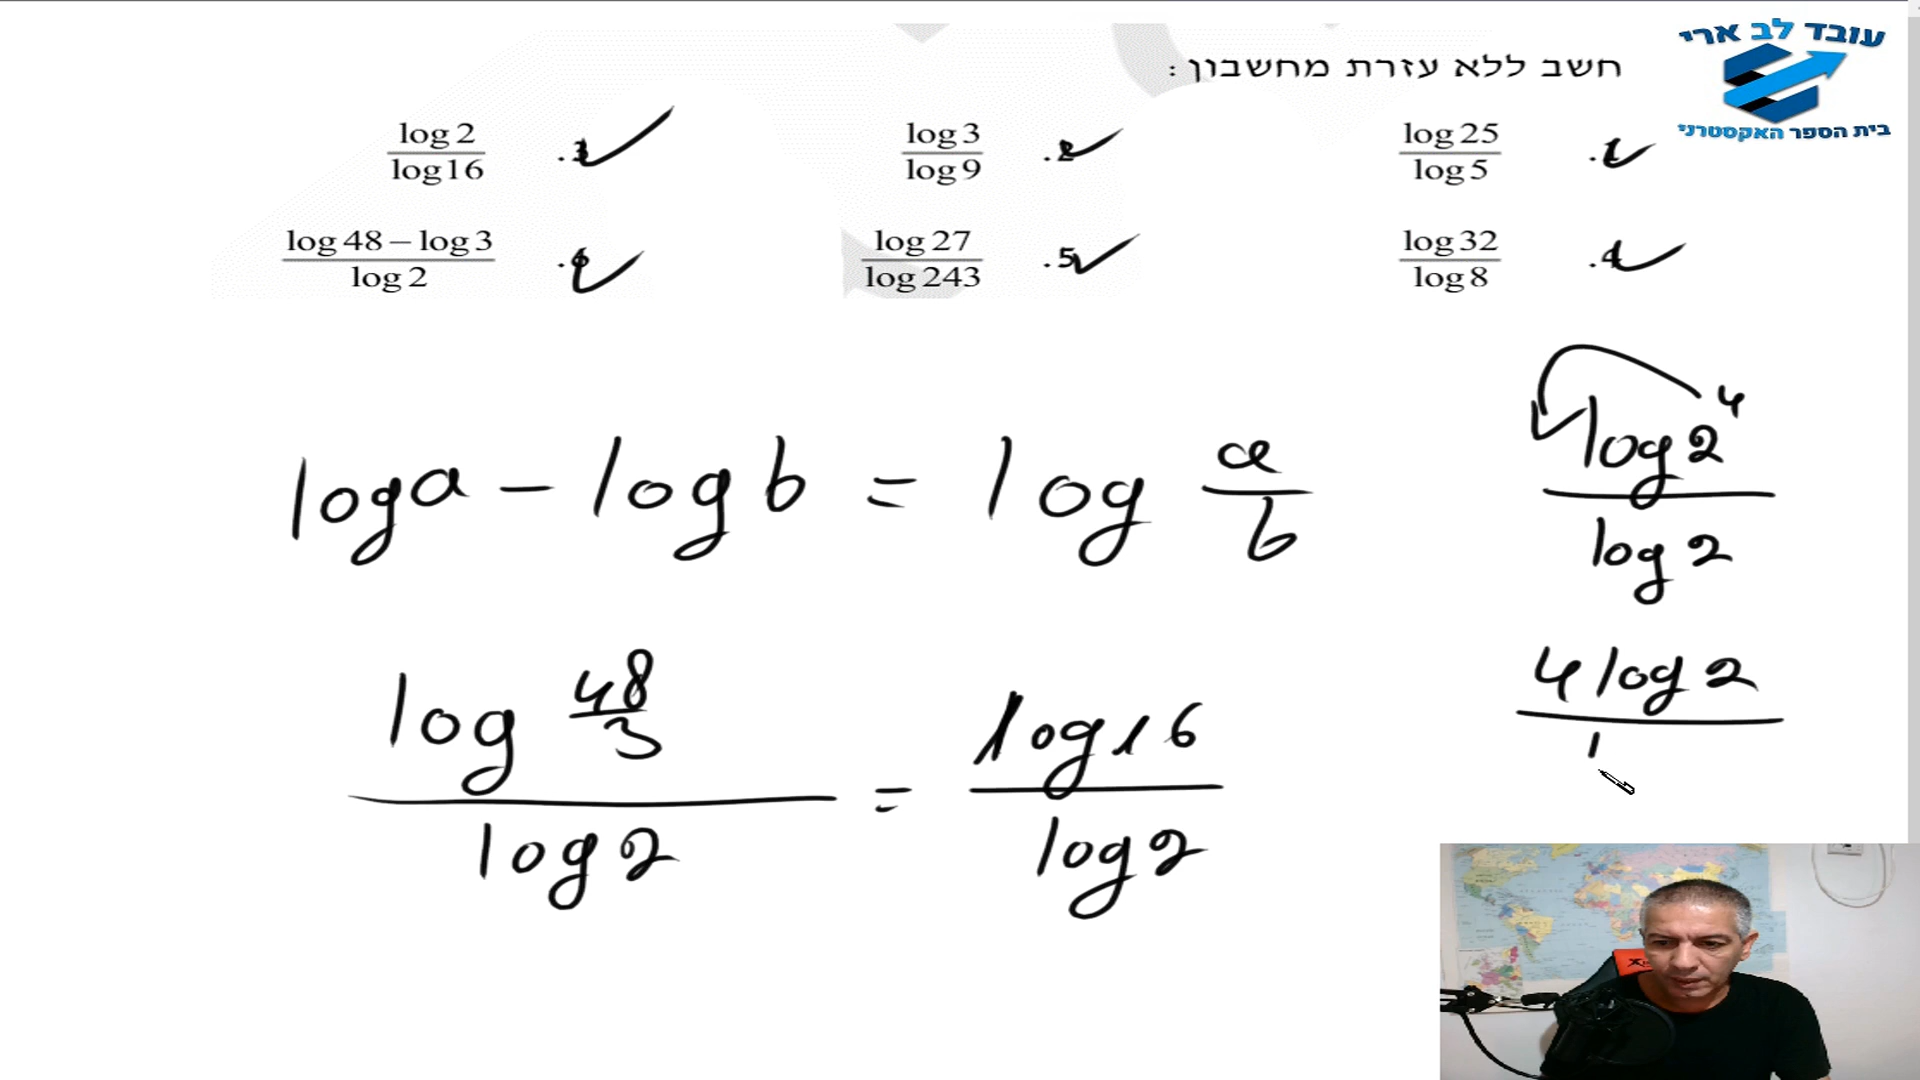 עובד לב ארי
בית הספר האקסטרני
חשב ללא עזרת מחשבון :
1. log 25 / log 5
2. log 3 / log 9
3. log 2 / log 16
4. log 32 / log 8
5. log 27 / log 243
6. log 48 – log 3 / log 2
log a - log b = log a/b
log 48/3 / log 2 = log 16 / log 2
log 2^4 / log 2
4 log 2